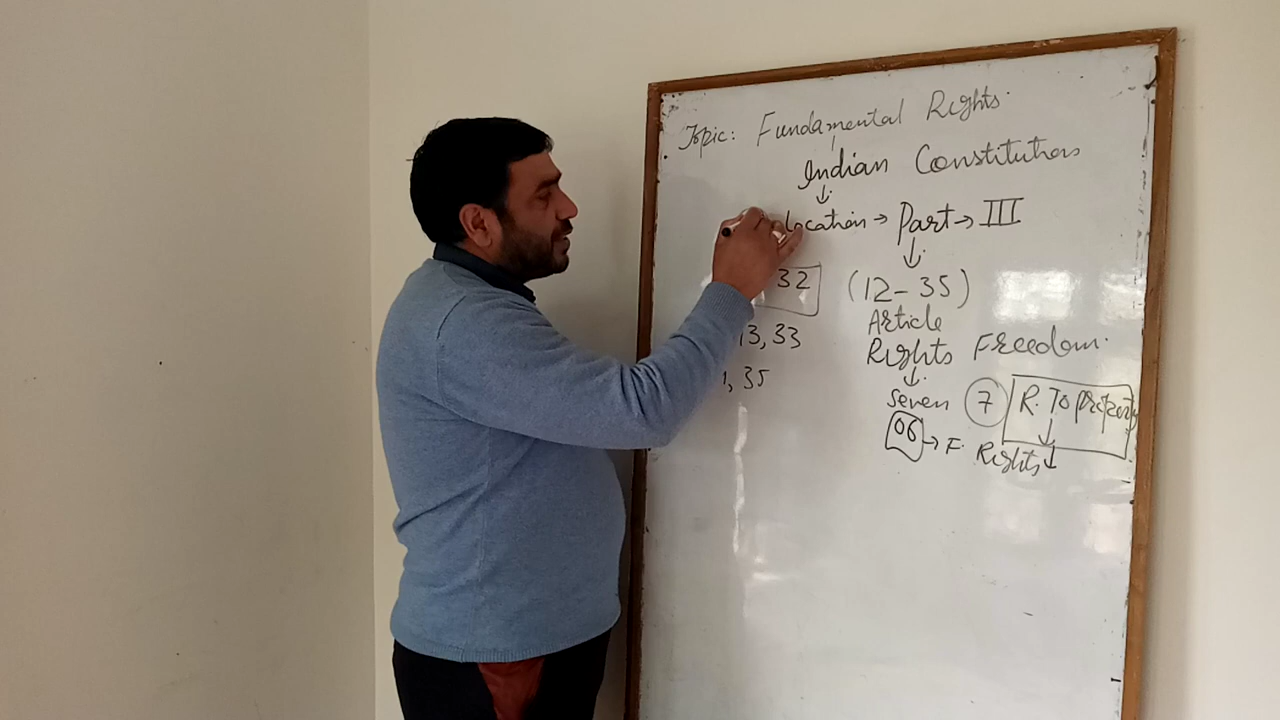 Topic: Fundamental Rights.
Indian Constitution
Location → Part → III
32
(12-35)
Article
13, 33
Rights Freedom.
, 35
Seven 7 R. To property
06 → F. Rights